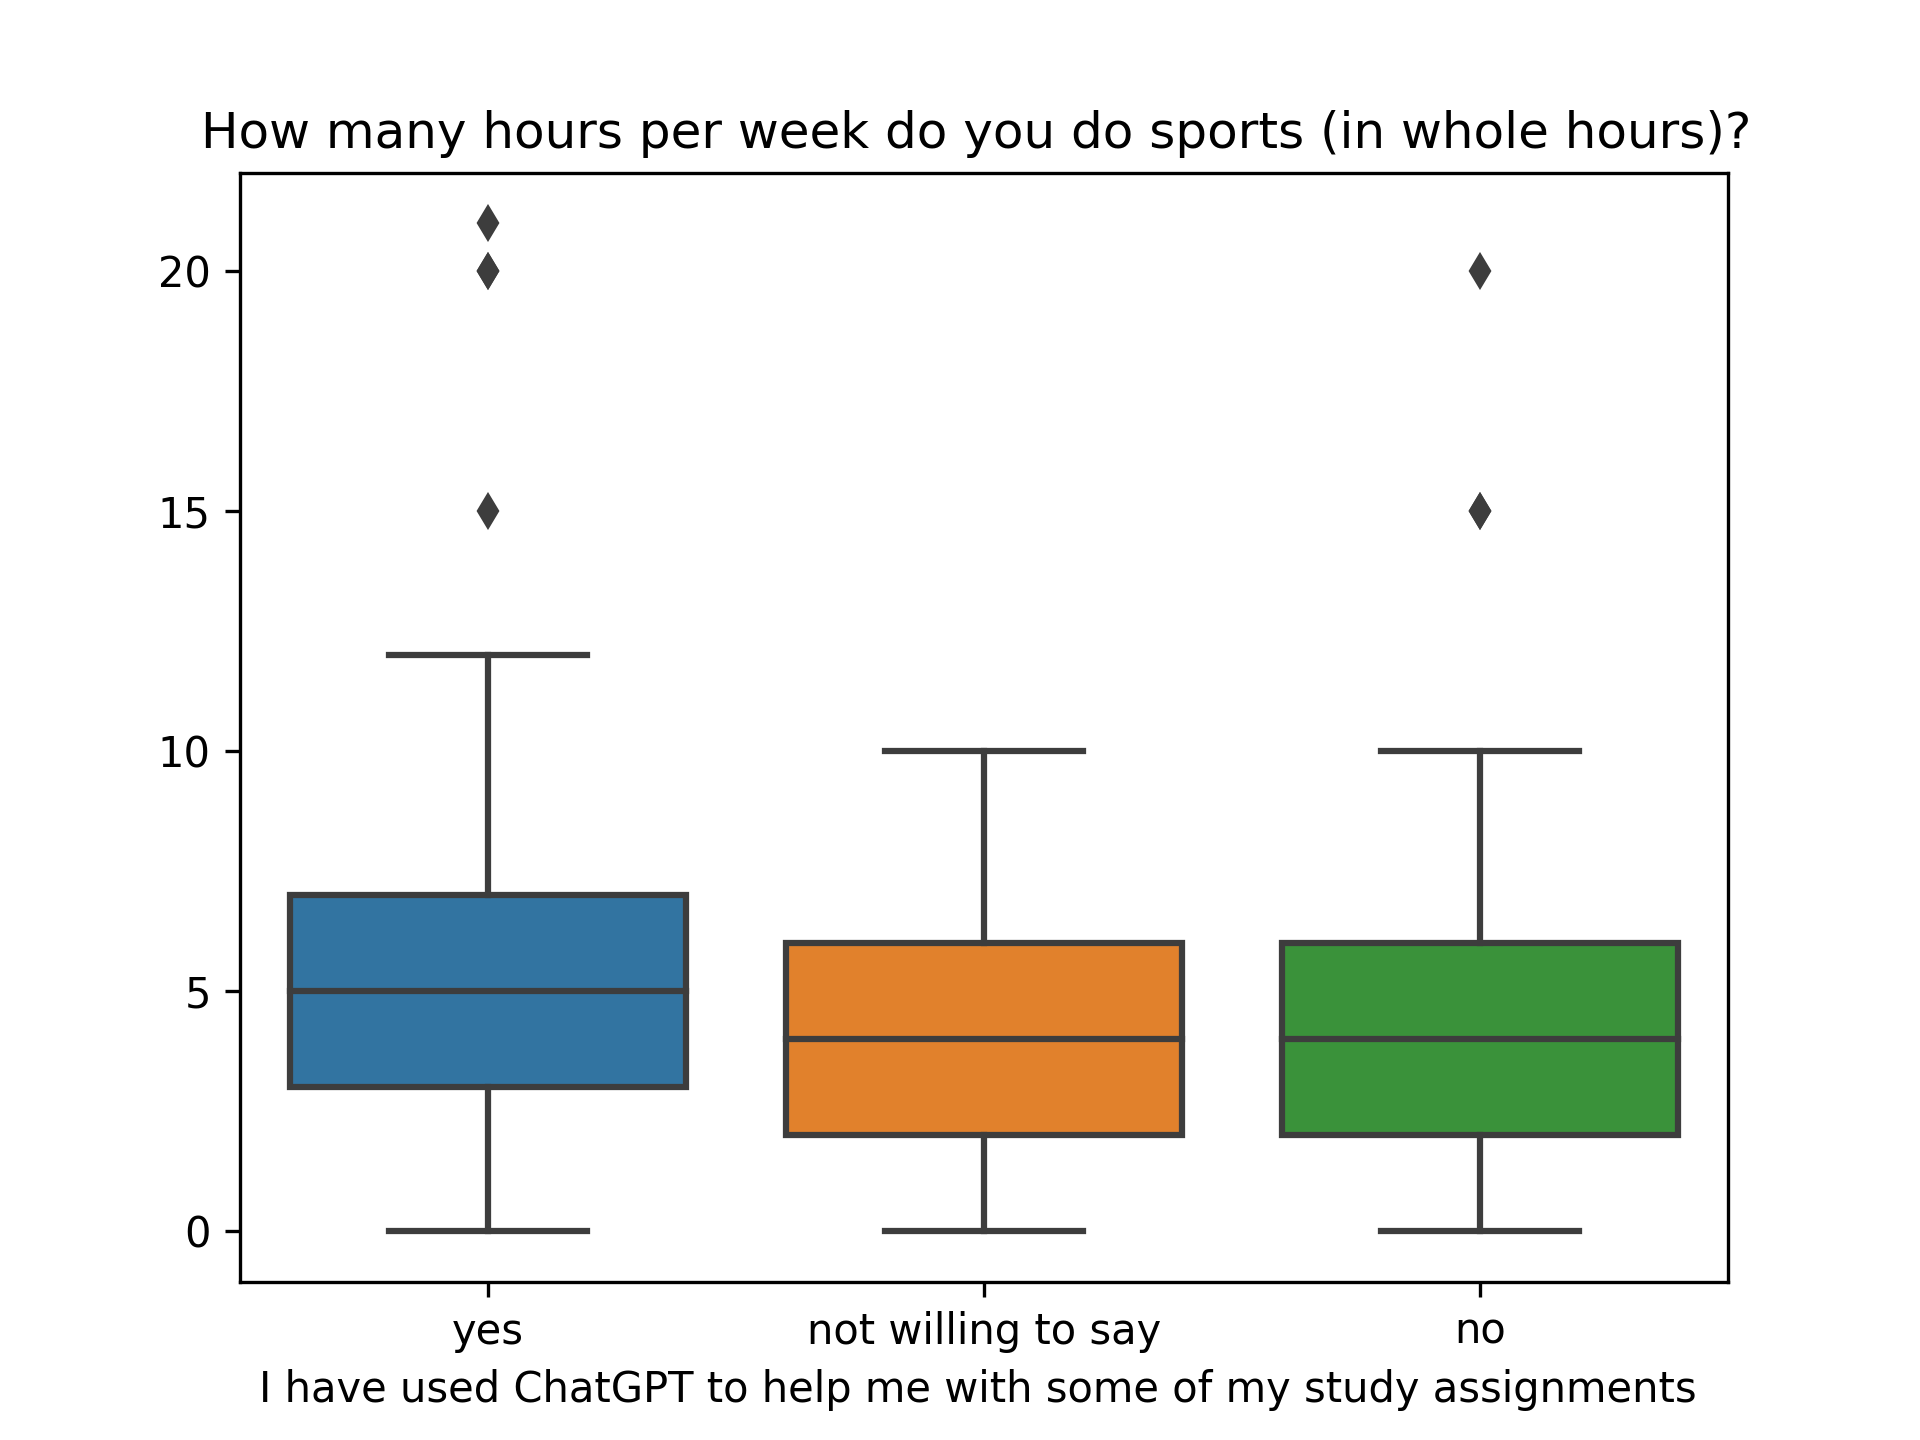 How many hours per week do you do sports (in whole hours)?
20
15
10
5
0
yes
not willing to say
no
I have used ChatGPT to help me with some of my study assignments